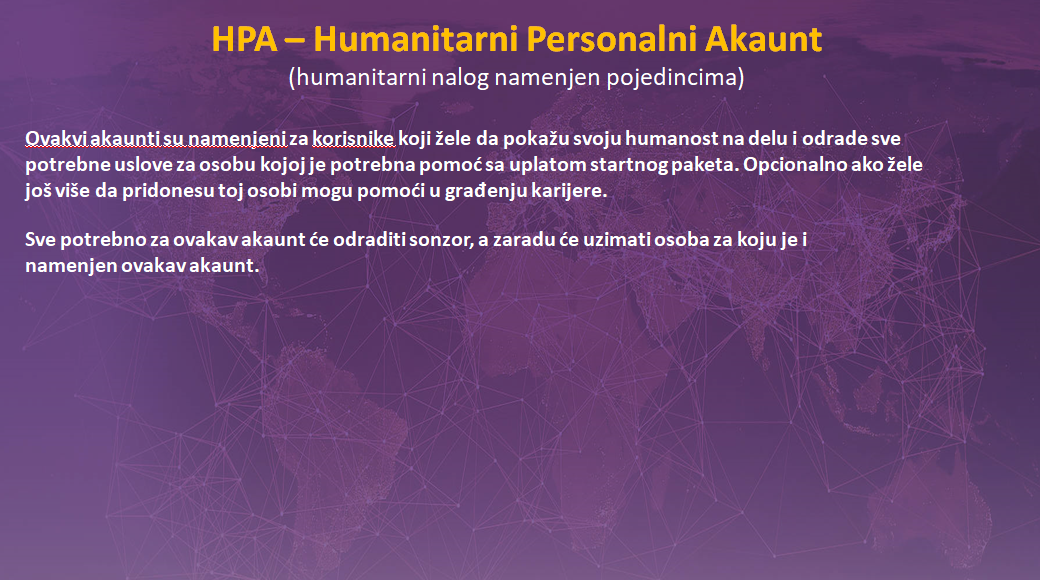 HPA – Humanitarni Personalni Akaunt
(humanitarni nalog namenjen pojedincima)
Ovakvi akaunti su namenjeni za korisnike koji žele da pokažu svoju humanost na delu i odrade sve
potrebne uslove za osobu kojoj je potrebna pomoć sa uplatom startnog paketa. Opcionalno ako žele
još više da pridonesu toj osobi mogu pomoći u građenju karijere.
Sve potrebno za ovakav akaunt će odraditi sonzor, a zaradu će uzimati osoba za koju je i
namenjen ovakav akaunt.